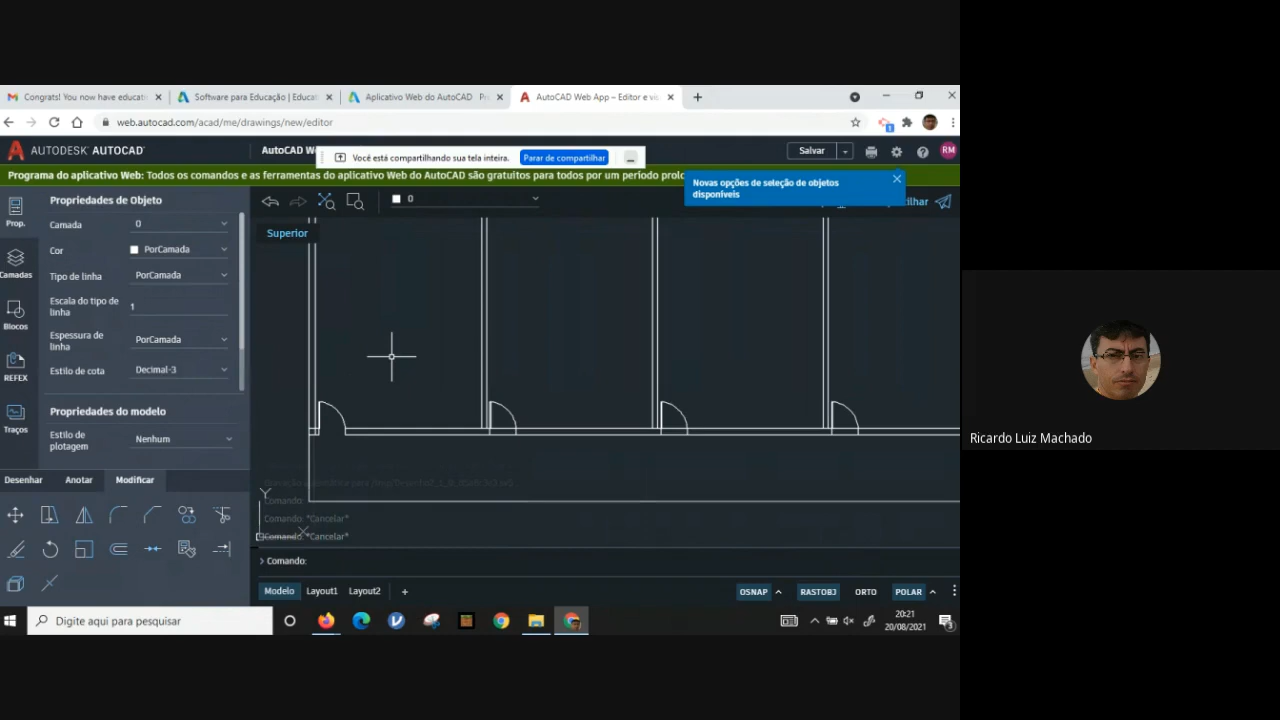 Congrats! You now have educati
Software para Educação | Educat
Aplicativo Web do AutoCAD
AutoCAD Web App – Editor e vi
web.autocad.com/acad/me/drawings/new/editor
AUTODESK AUTOCAD
AutoCAD W
Você está compartilhando sua tela inteira.
Parar de compartilhar
Salvar
RM
Programa do aplicativo Web: Todos os comandos e as ferramentas do aplicativo Web do AutoCAD são gratuitos para todos por um período prolo
Novas opções de seleção de objetos
disponíveis
Prop.
Camadas
Blocos
REFEX
Traços
Propriedades de Objeto
Camada 0
Cor PorCamada
Tipo de linha PorCamada
Escala do tipo de
linha 1
Espessura de
linha PorCamada
Estilo de cota Decimal-3
Propriedades do modelo
Estilo de
plotagem Nenhum
Desenhar Anotar Modificar
0
Superior
Y
X
Comando:
Comando: *Cancelar*
Comando: *Cancelar*
Comando:
Modelo Layout1 Layout2 +
OSNAP RASTOBJ ORTO POLAR
Digite aqui para pesquisar
20:21
20/08/2021
Ricardo Luiz Machado